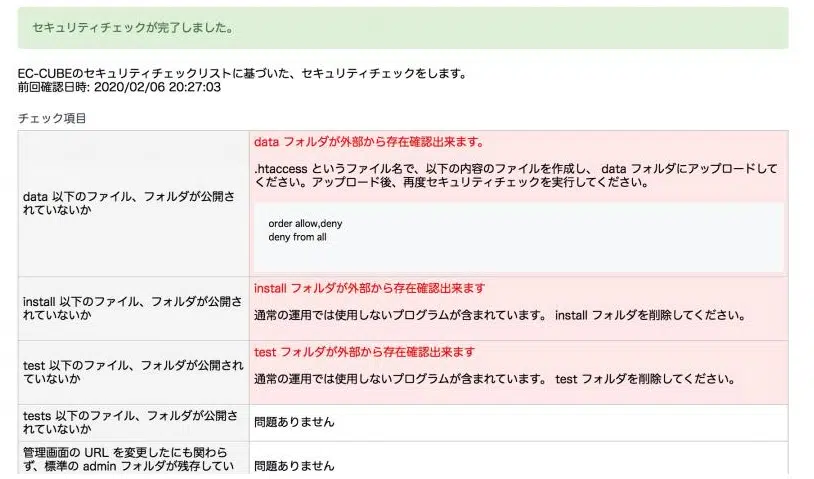 セキュリティチェックが完了しました。
EC-CUBEのセキュリティチェックリストに基づいた、セキュリティチェックをします。
前回確認日時: 2020/02/06 20:27:03
チェック項目
data 以下のファイル、フォルダが公開さ
れていないか
data フォルダが外部から存在確認出来ます。
.htaccess というファイル名で、以下の内容のファイルを作成し、 data フォルダにアップロードして
ください。アップロード後、再度セキュリティチェックを実行してください。
order allow,deny
deny from all
install 以下のファイル、フォルダが公開さ
れていないか
install フォルダが外部から存在確認出来ます
通常の運用では使用しないプログラムが含まれています。 install フォルダを削除してください。
test 以下のファイル、フォルダが公開され
ていないか
test フォルダが外部から存在確認出来ます
通常の運用では使用しないプログラムが含まれています。 test フォルダを削除してください。
tests 以下のファイル、フォルダが公開さ
れていないか
問題ありません
管理画面の URL を変更したにも関わら
ず、標準の admin フォルダが残存してい
問題ありません